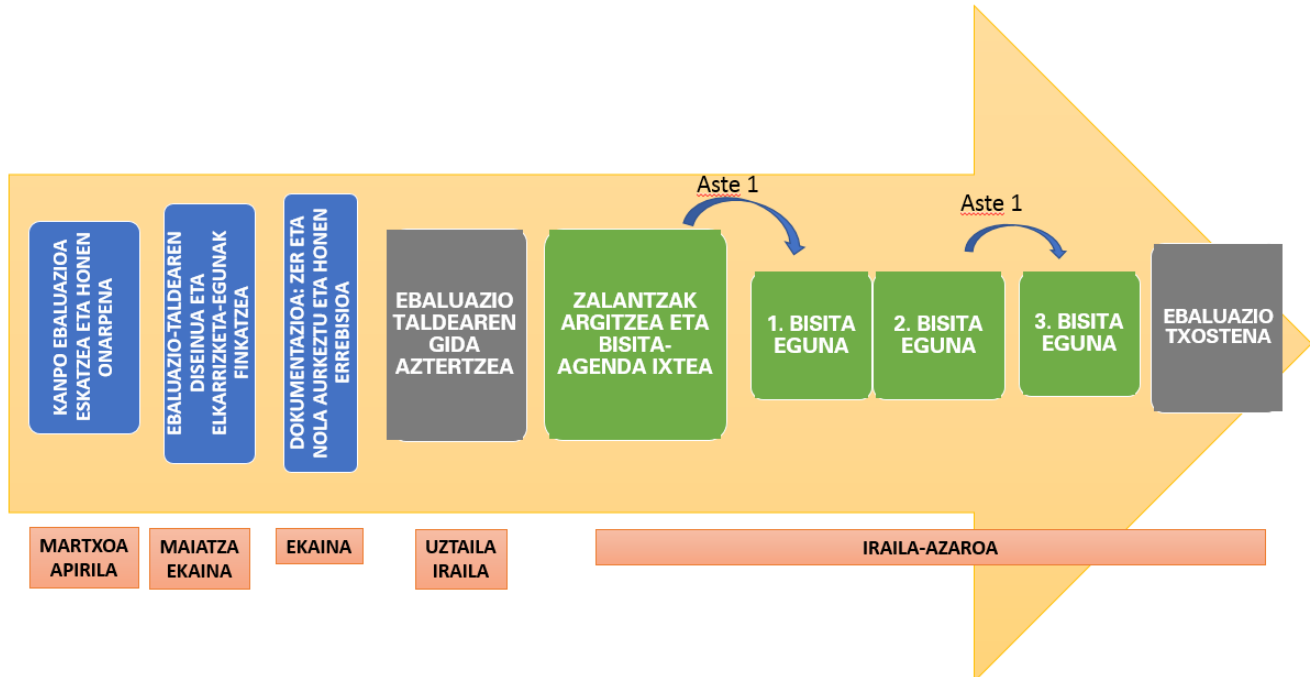 KANPO EBALUAZIOA
ESKATZEA ETA HONEN
ONARPENA
EBALUAZIO-TALDEAREN
DISEINUA ETA
ELKARRIZKETA-EGUNAK
FINKATZEA
DOKUMENTAZIOA: ZER ETA
NOLA AURKEZTU ETA HONEN
ERREBISIOA
EBALUAZIO
TALDEAREN
GIDA
AZTERTZEA
ZALANTZAK
ARGITZEA ETA
BISITA-
AGENDA IXTEA
Aste 1
1. BISITA
EGUNA
2. BISITA
EGUNA
Aste 1
3. BISITA
EGUNA
EBALUAZIO
TXOSTENA
MARTXOA
APIRILA
MAIATZA
EKAINA
EKAINA
UZTAILA
IRAILA
IRAILA-AZAROA